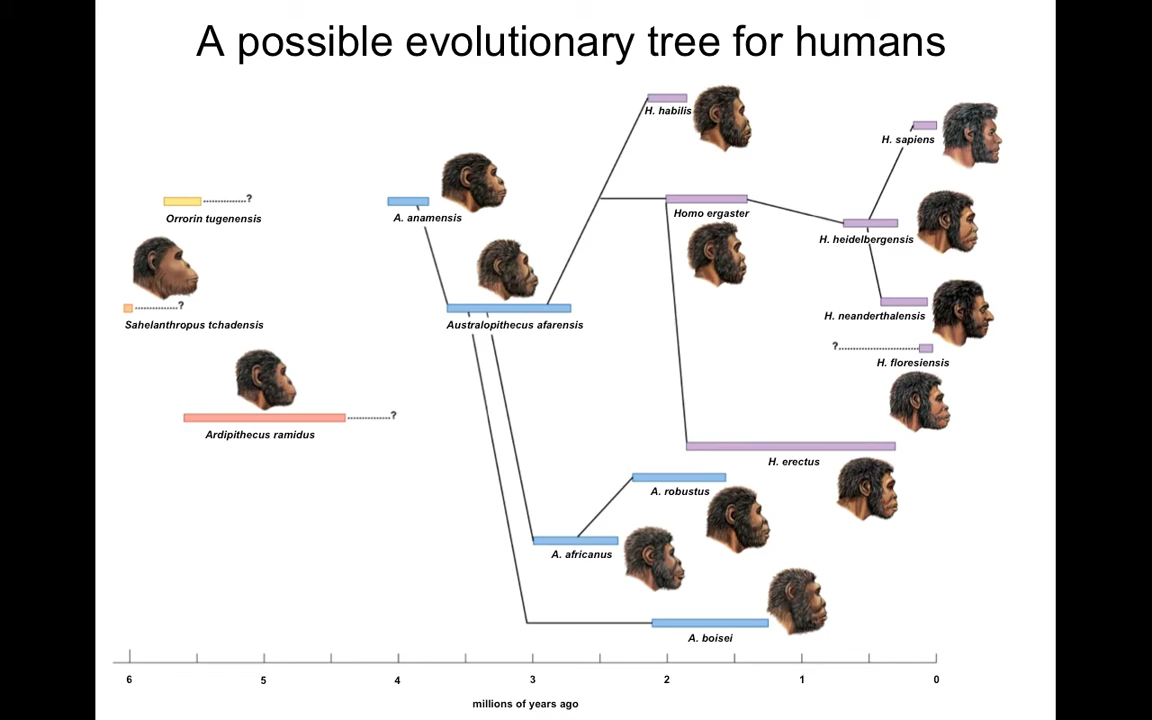 A possible evolutionary tree for humans
H. habilis
H. sapiens
?
Orrorin tugenensis
A. anamensis
Homo ergaster
H. heidelbergensis
?
Sahelanthropus tchadensis
Australopithecus afarensis
H. neanderthalensis
?
H. floresiensis
?
Ardipithecus ramidus
H. erectus
A. robustus
A. africanus
A. boisei
6 5 4 3 2 1 0
millions of years ago